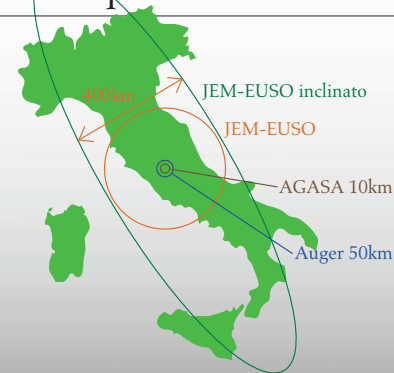 400km
JEM-EUSO inclinato
JEM-EUSO
AGASA 10km
Auger 50km